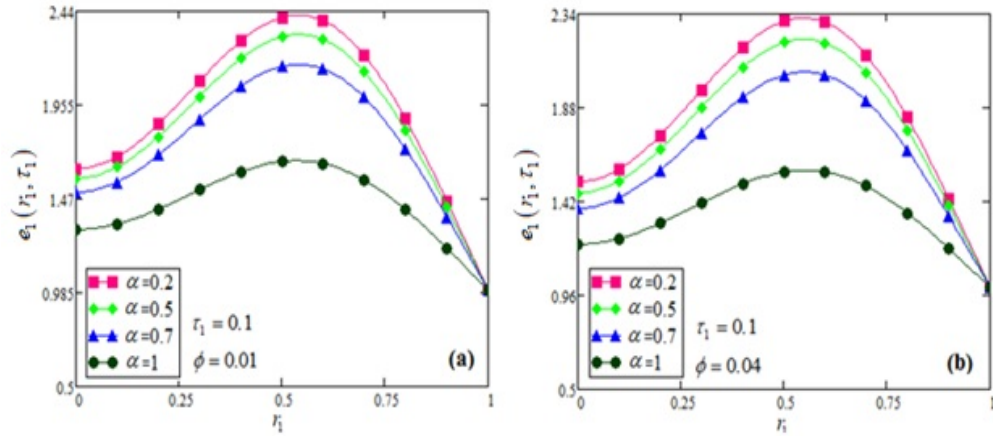 2.44
1.955
1.47
0.985
0.5
e₁(r₁, τ₁)
α=0.2
α=0.5
α=0.7
α=1
τ₁ = 0.1
ϕ = 0.01
(a)
0 0.25 0.5 0.75 1
r₁
2.34
1.88
1.42
0.96
0.5
e₁(r₁, τ₁)
α=0.2
α=0.5
α=0.7
α=1
τ₁ = 0.1
ϕ = 0.04
(b)
0 0.25 0.5 0.75 1
r₁